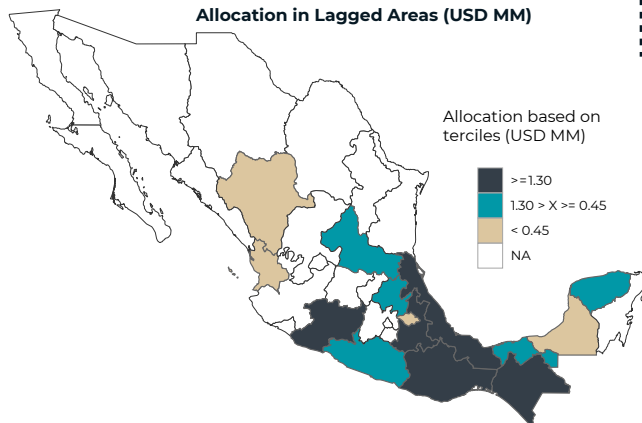 Allocation in Lagged Areas (USD MM)
Allocation based on
terciles (USD MM)
>=1.30
1.30 > X >= 0.45
< 0.45
NA